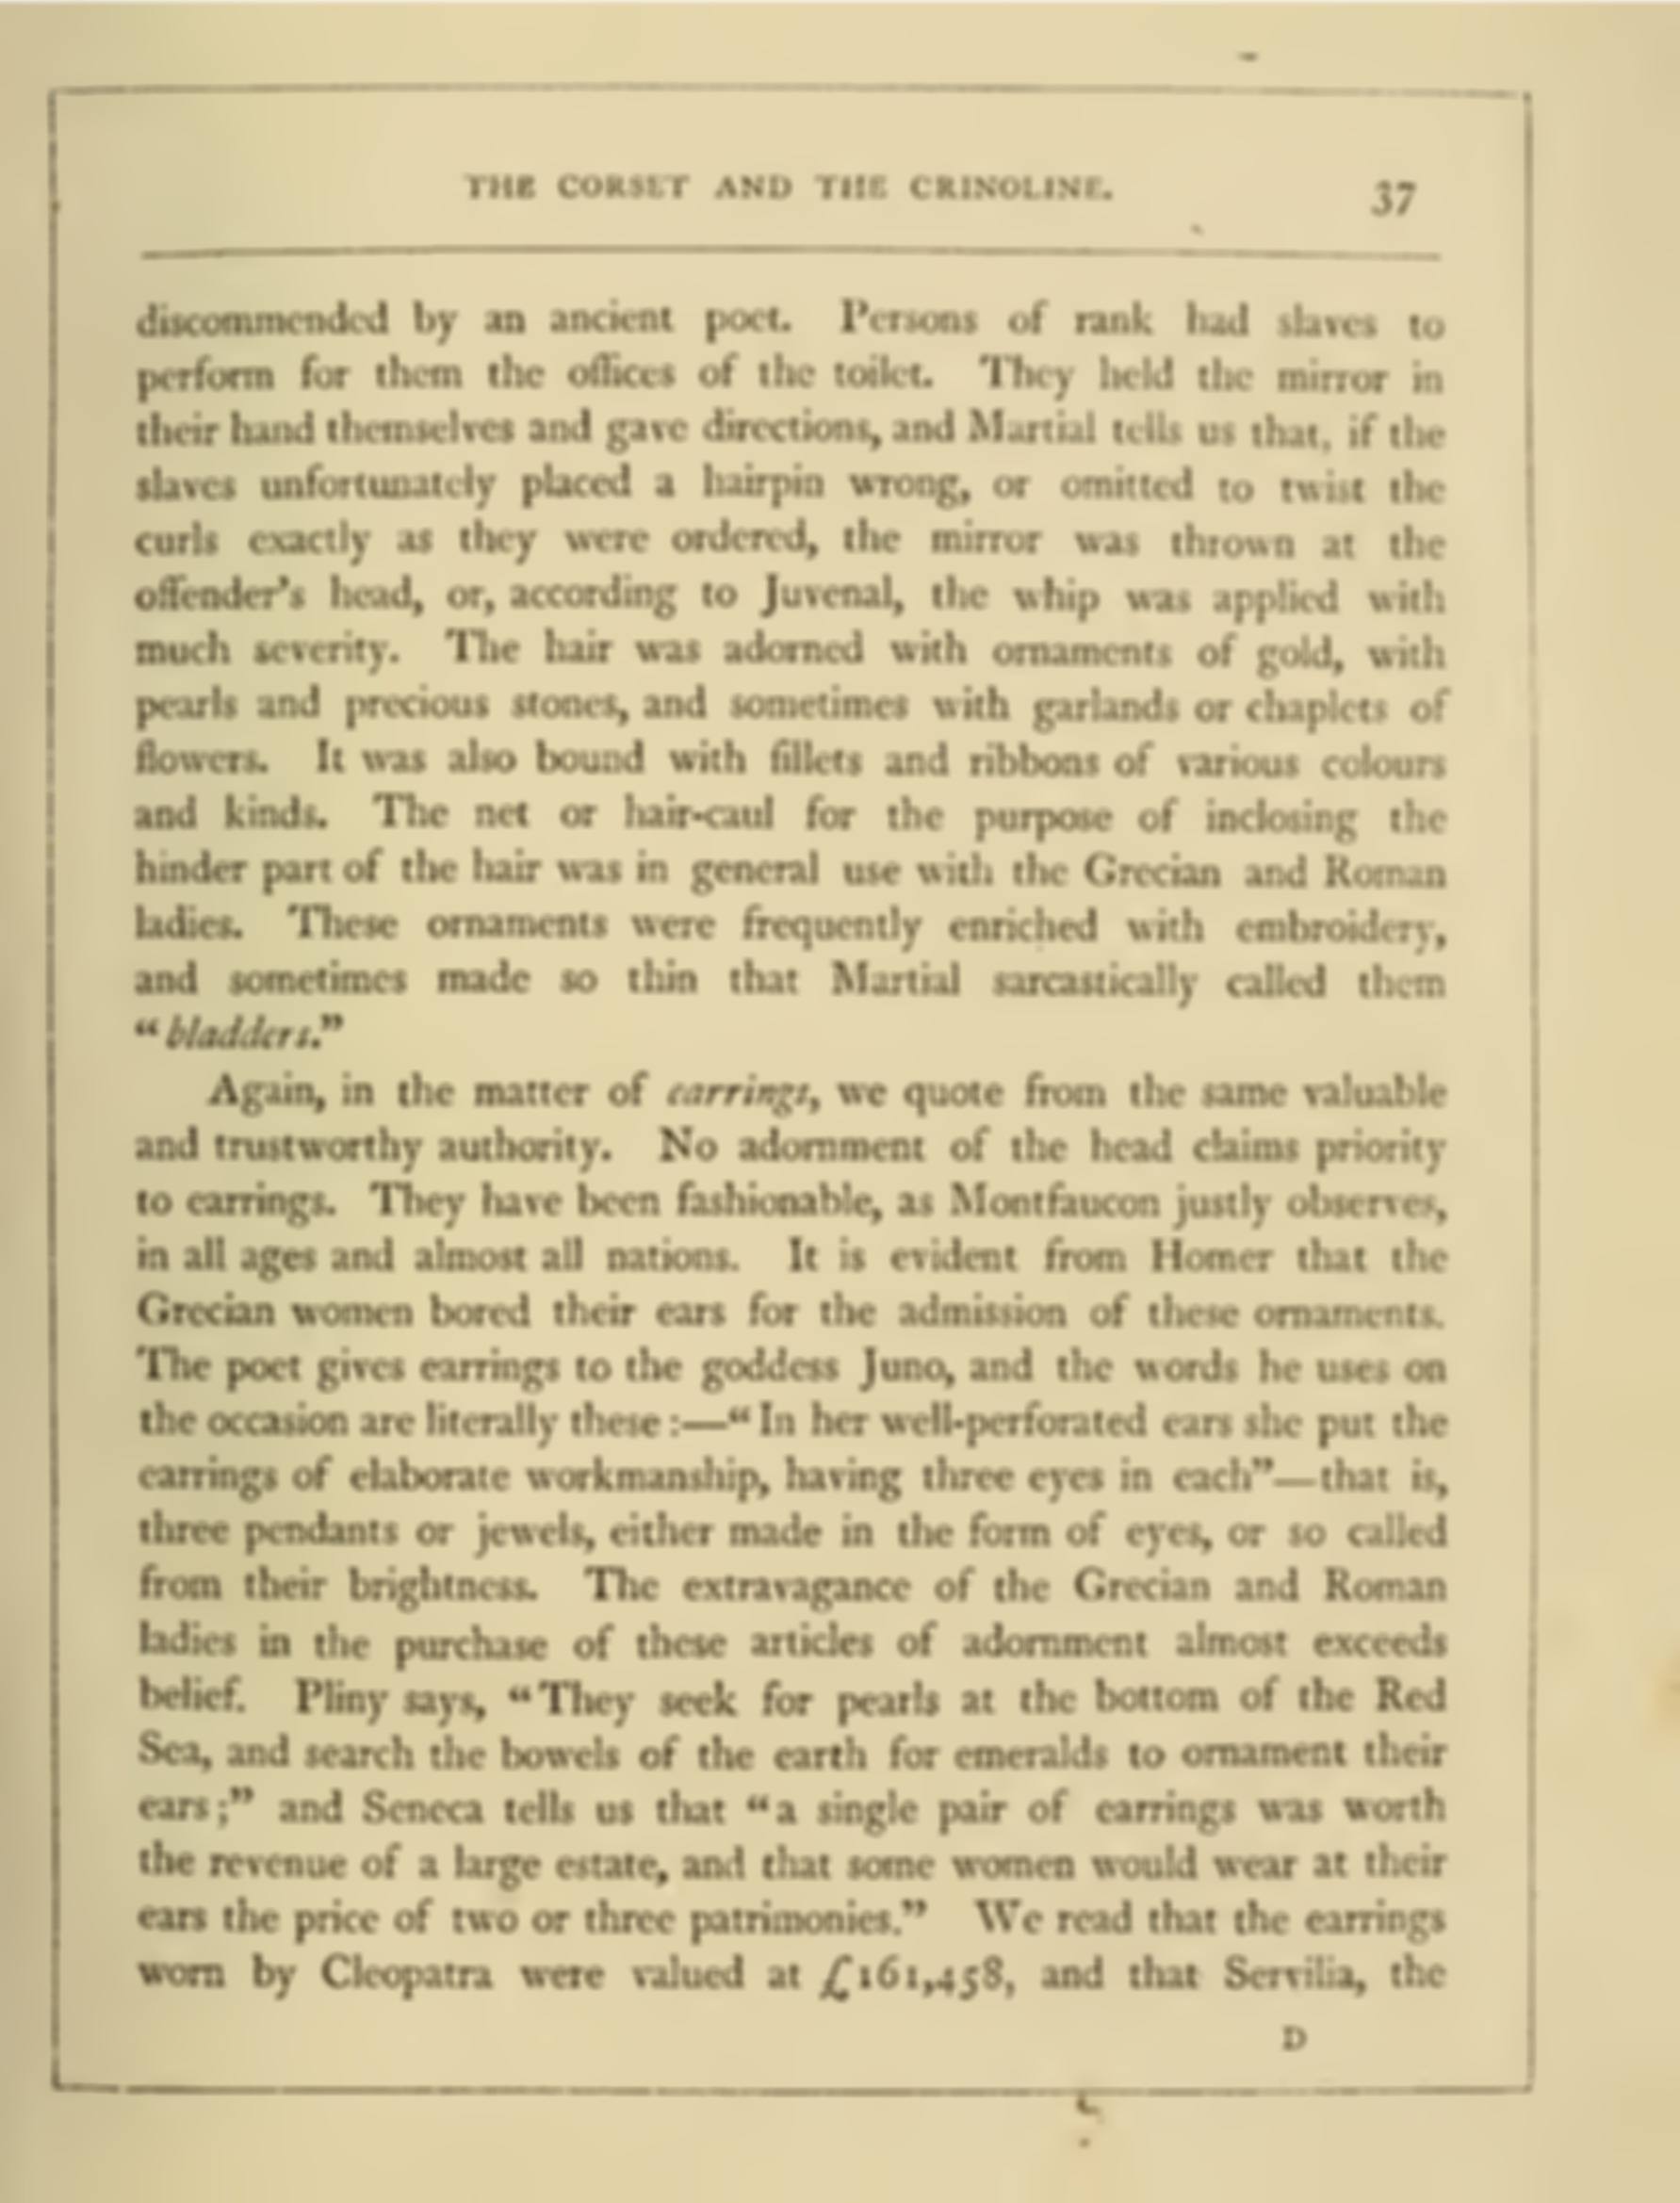 THE CORSET AND THE CRINOLINE. 37
discommended by an ancient poet. Persons of rank had slaves to
perform for them the offices of the toilet. They held the mirror in
their hand themselves and gave directions, and Martial tells us that, if the
slaves unfortunately placed a hairpin wrong, or omitted to twist the
curls exactly as they were ordered, the mirror was thrown at the
offender's head, or, according to Juvenal, the whip was applied with
much severity. The hair was adorned with ornaments of gold, with
pearls and precious stones, and sometimes with garlands or chaplets of
flowers. It was also bound with fillets and ribbons of various colours
and kinds. The net or hair-caul for the purpose of inclosing the
hinder part of the hair was in general use with the Grecian and Roman
ladies. These ornaments were frequently enriched with embroidery,
and sometimes made so thin that Martial sarcastically called them
“bladders.”
Again, in the matter of earrings, we quote from the same valuable
and trustworthy authority. No adornment of the head claims priority
to earrings. They have been fashionable, as Montfaucon justly observes,
in all ages and almost all nations. It is evident from Homer that the
Grecian women bored their ears for the admission of these ornaments.
The poet gives earrings to the goddess Juno, and the words he uses on
the occasion are literally these :—“In her well-perforated ears she put the
earrings of elaborate workmanship, having three eyes in each”—that is,
three pendants or jewels, either made in the form of eyes, or so called
from their brightness. The extravagance of the Grecian and Roman
ladies in the purchase of these articles of adornment almost exceeds
belief. Pliny says, “They seek for pearls at the bottom of the Red
Sea, and search the bowels of the earth for emeralds to ornament their
ears;” and Seneca tells us that “a single pair of earrings was worth
the revenue of a large estate, and that some women would wear at their
ears the price of two or three patrimonies.” We read that the earrings
worn by Cleopatra were valued at £161,458, and that Servilia, the
D